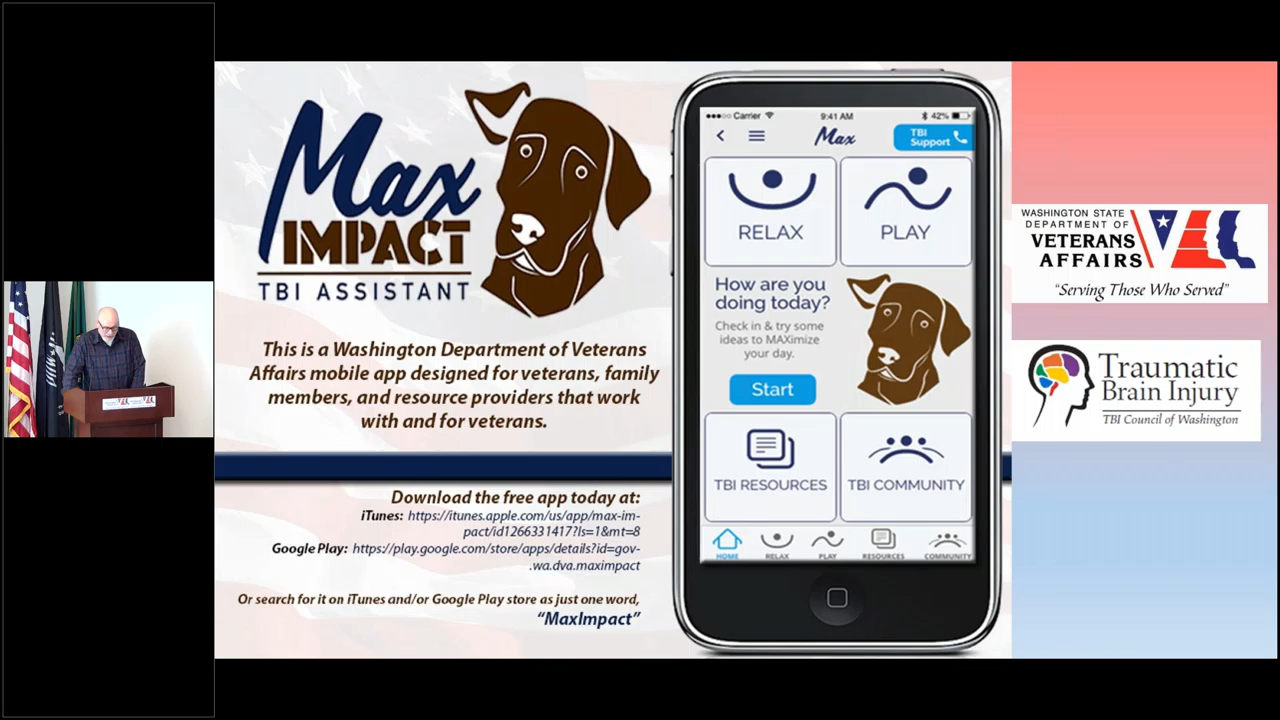 Max
IMPACT
TBI ASSISTANT
This is a Washington Department of Veterans
Affairs mobile app designed for veterans, family
members, and resource providers that work
with and for veterans.
Download the free app today at:
iTunes: https://itunes.apple.com/us/app/max-im-
pact/id1266331417?ls=1&mt=8
Google Play: https://play.google.com/store/apps/details?id=gov-
.wa.dva.maximpact
Or search for it on iTunes and/or Google Play store as just one word,
“MaxImpact”
Carrier 9:41 AM 42%
Max
TBI
Support
RELAX
PLAY
How are you
doing today?
Check in & try some
ideas to MAXimize
your day.
Start
TBI RESOURCES
TBI COMMUNITY
HOME RELAX PLAY RESOURCES COMMUNITY
WASHINGTON STATE
DEPARTMENT OF
VETERANS
AFFAIRS
“Serving Those Who Served”
Traumatic
Brain Injury
TBI Council of Washington